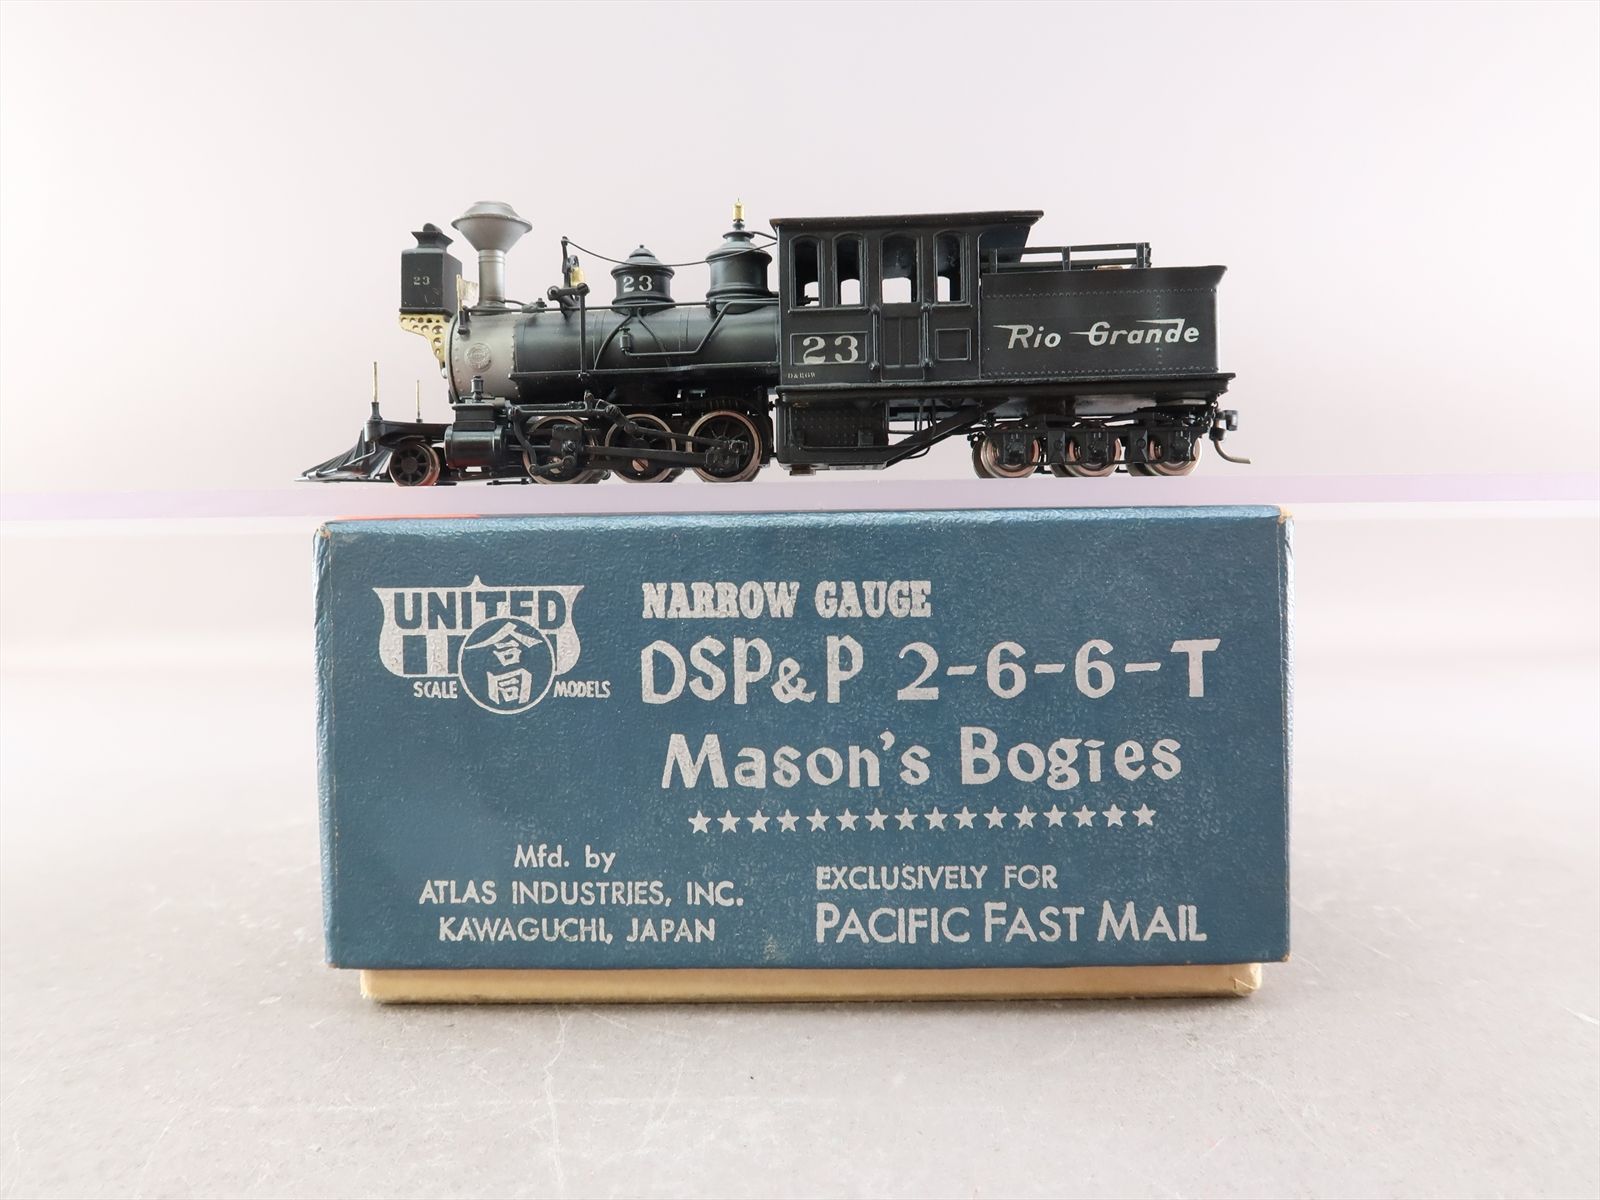 23
23
23
Rio Grande
UNITED
合同
SCALE MODELS
NARROW GAUGE
DSP&P 2-6-6-T
Mason's Bogies
Mfd. by
ATLAS INDUSTRIES, INC.
KAWAGUCHI, JAPAN
EXCLUSIVELY FOR
PACIFIC FAST MAIL